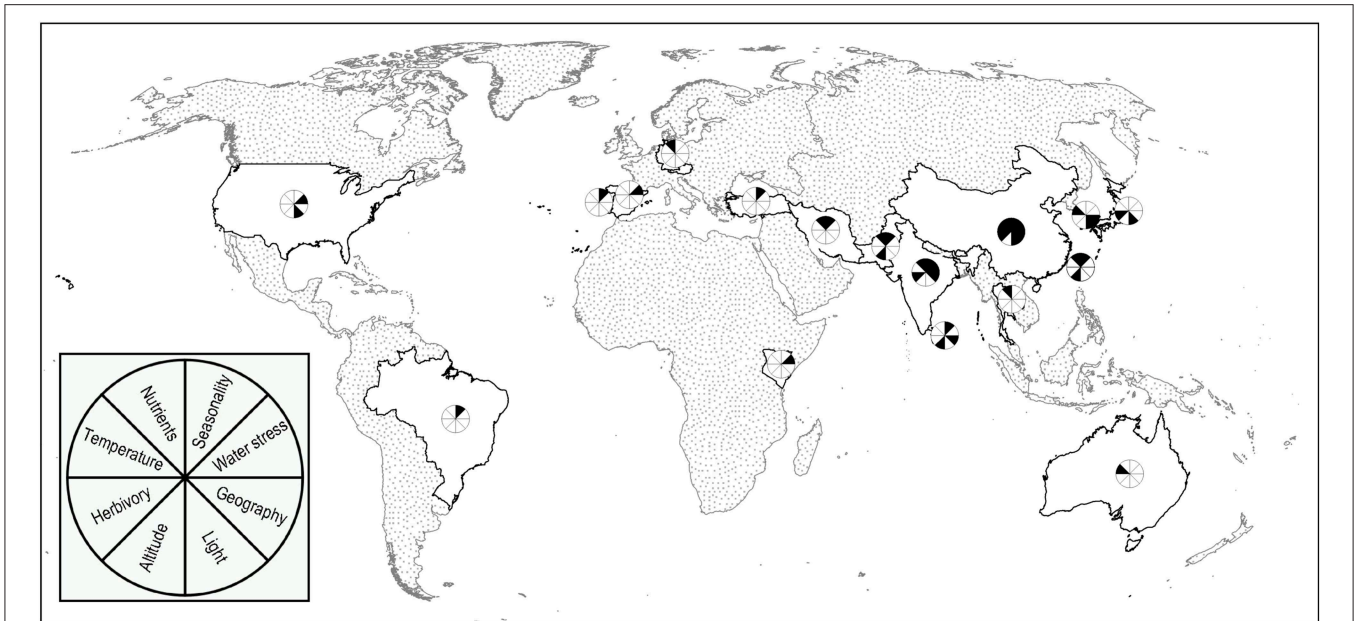 Nutrients
Seasonality
Temperature
Water stress
Herbivory
Geography
Altitude
Light